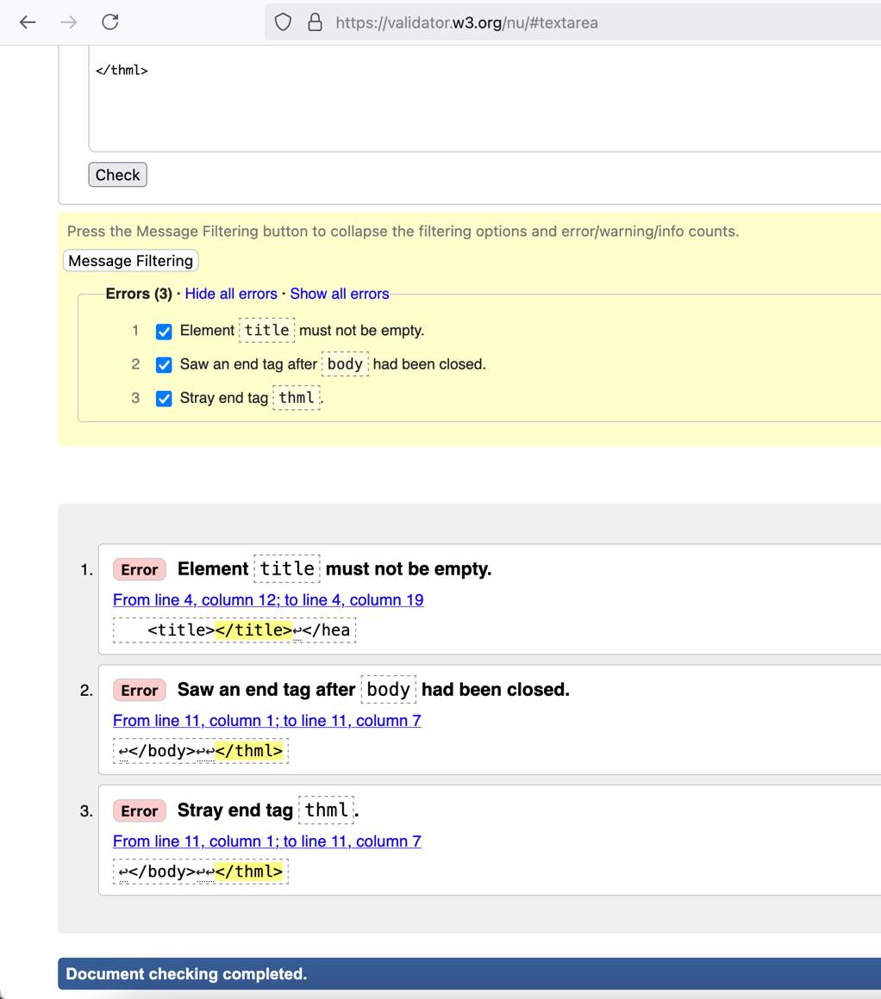 https://validator.w3.org/nu/#textarea
</thml>
Check
Press the Message Filtering button to collapse the filtering options and error/warning/info counts.
Message Filtering
Errors (3) · Hide all errors · Show all errors
1 Element title must not be empty.
2 Saw an end tag after body had been closed.
3 Stray end tag thml.
1. Error Element title must not be empty.
From line 4, column 12; to line 4, column 19
<title></title>↩</hea
2. Error Saw an end tag after body had been closed.
From line 11, column 1; to line 11, column 7
↩</body>↩↩</thml>
3. Error Stray end tag thml.
From line 11, column 1; to line 11, column 7
↩</body>↩↩</thml>
Document checking completed.